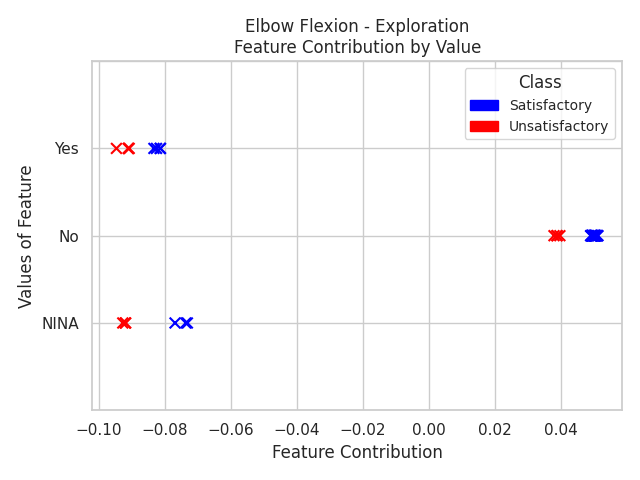 Elbow Flexion - Exploration
Feature Contribution by Value
Class
Satisfactory
Unsatisfactory
Values of Feature
Yes
No
NINA
−0.10 −0.08 −0.06 −0.04 −0.02 0.00 0.02 0.04
Feature Contribution